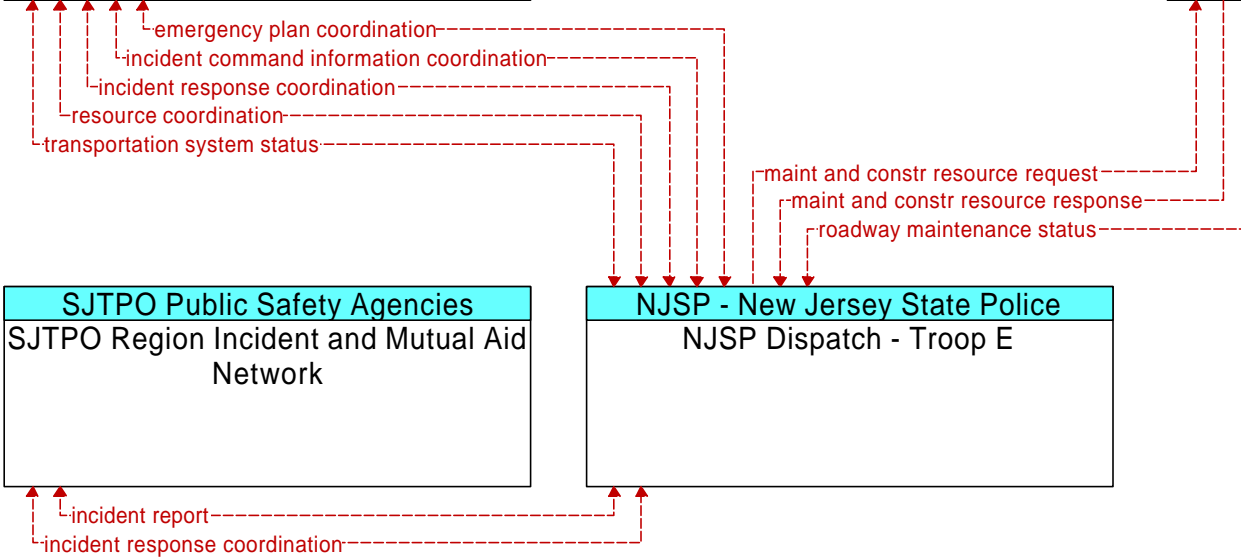 emergency plan coordination
incident command information coordination
incident response coordination
resource coordination
transportation system status
maint and constr resource request
maint and constr resource response
roadway maintenance status
SJTPO Public Safety Agencies
SJTPO Region Incident and Mutual Aid
Network
NJSP - New Jersey State Police
NJSP Dispatch - Troop E
incident report
incident response coordination